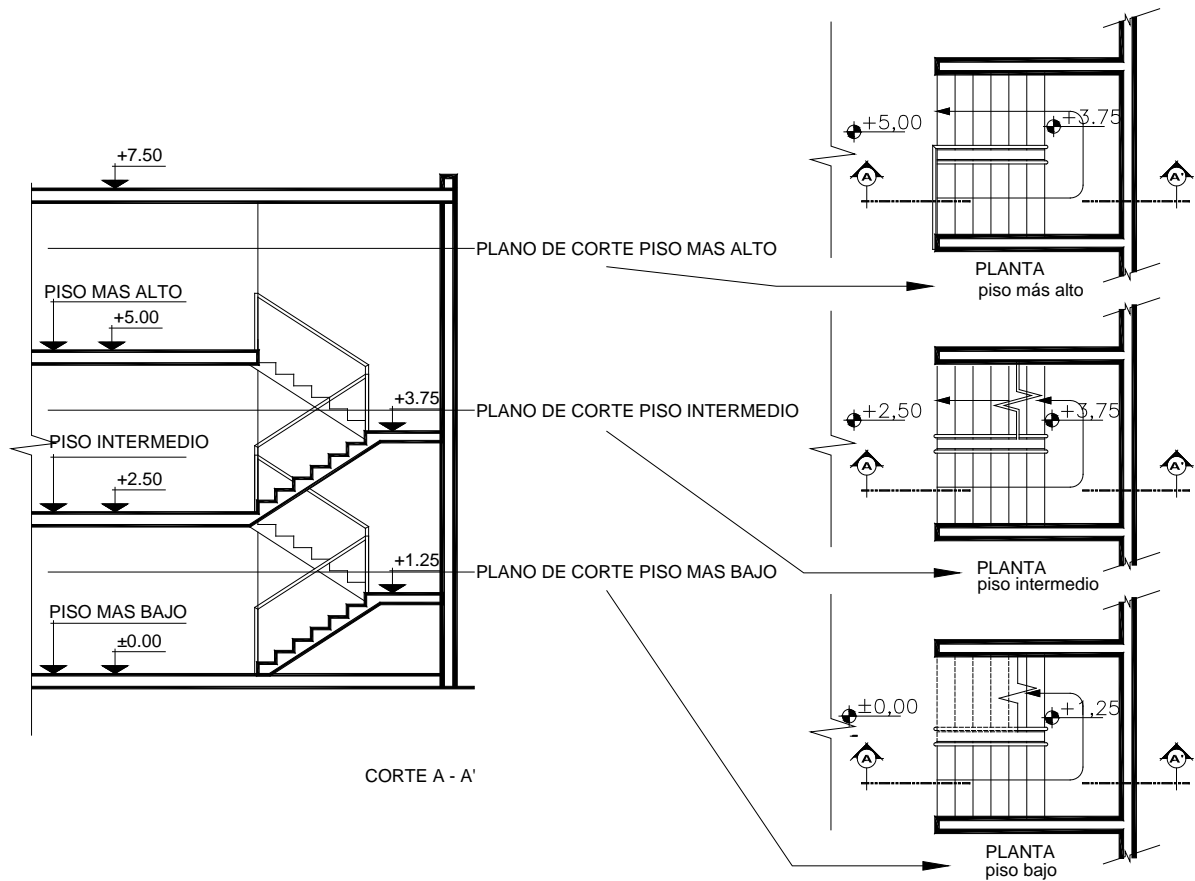 +7.50
PLANO DE CORTE PISO MAS ALTO
PISO MAS ALTO
+5.00
+3.75
PLANO DE CORTE PISO INTERMEDIO
PISO INTERMEDIO
+2.50
+1.25
PLANO DE CORTE PISO MAS BAJO
PISO MAS BAJO
±0.00
CORTE A - A'
+5,00
+3.75
A
A'
PLANTA
piso más alto
+2,50
+3,75
A
A'
PLANTA
piso intermedio
±0,00
+1,25
A
A'
PLANTA
piso bajo